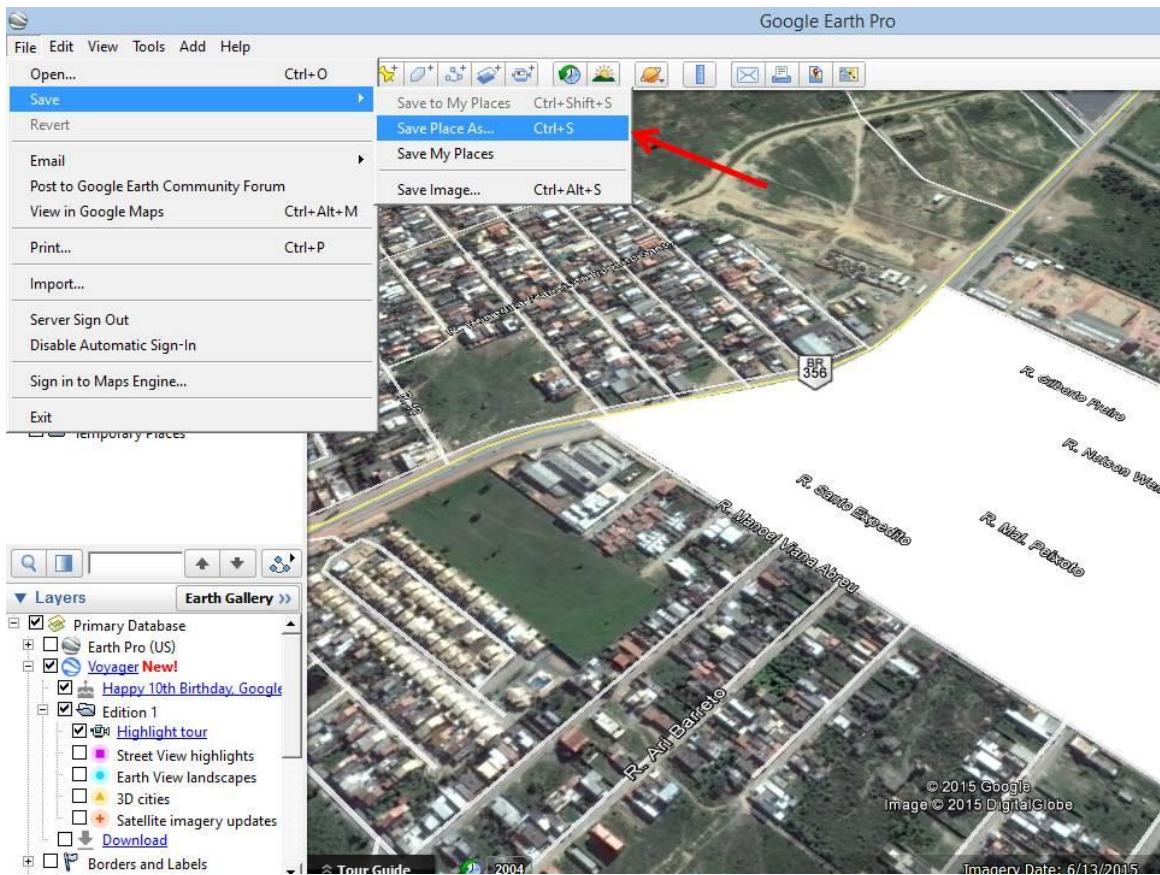 Google Earth Pro
File Edit View Tools Add Help
Open... Ctrl+O
Save
Revert
Email
Post to Google Earth Community Forum
View in Google Maps Ctrl+Alt+M
Print... Ctrl+P
Import...
Server Sign Out
Disable Automatic Sign-In
Sign in to Maps Engine...
Exit
Save to My Places Ctrl+Shift+S
Save Place As... Ctrl+S
Save My Places
Save Image... Ctrl+Alt+S
Temporary Places
Layers
Earth Gallery >>
Primary Database
Earth Pro (US)
Voyager New!
Happy 10th Birthday, Google
Edition 1
Highlight tour
Street View highlights
Earth View landscapes
3D cities
Satellite imagery updates
Download
Borders and Labels
BR
356
R. Gilberto Freire
R. Nelson
R. Santo Expedito
R. Mal. Peixoto
R. Manoel Viana Abreu
R. Ari Barreto
© 2015 Google
Image © 2015 DigitalGlobe
Tour Guide
2004
Imagery Date: 6/13/2015